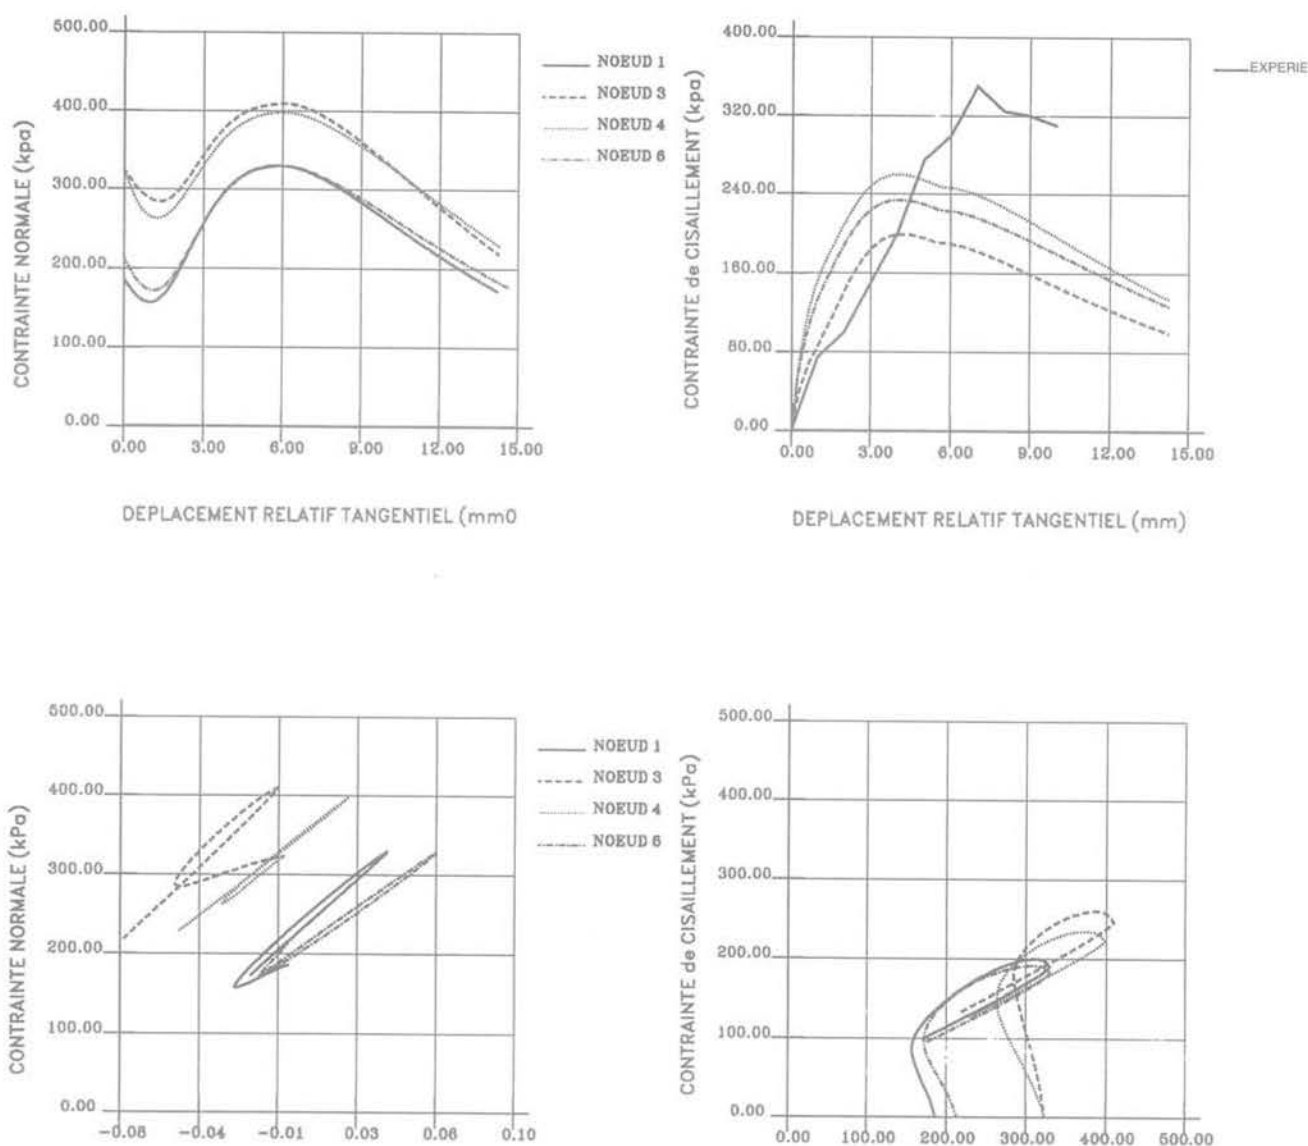 500.00
400.00
300.00
200.00
100.00
0.00
CONTRAINTE NORMALE (kpa)
0.00 3.00 6.00 9.00 12.00 15.00
DEPLACEMENT RELATIF TANGENTIEL (mm0
NOEUD 1
NOEUD 3
NOEUD 4
NOEUD 6
400.00
320.00
240.00
160.00
80.00
0.00
CONTRAINTE de CISAILLEMENT (kpa)
0.00 3.00 6.00 9.00 12.00 15.00
DEPLACEMENT RELATIF TANGENTIEL (mm)
EXPERIE
500.00
400.00
300.00
200.00
100.00
0.00
CONTRAINTE NORMALE (kPa)
-0.08 -0.04 -0.01 0.03 0.06 0.10
NOEUD 1
NOEUD 3
NOEUD 4
NOEUD 6
500.00
400.00
300.00
200.00
100.00
0.00
CONTRAINTE de CISAILLEMENT (kPa)
0.00 100.00 200.00 300.00 400.00 500.00